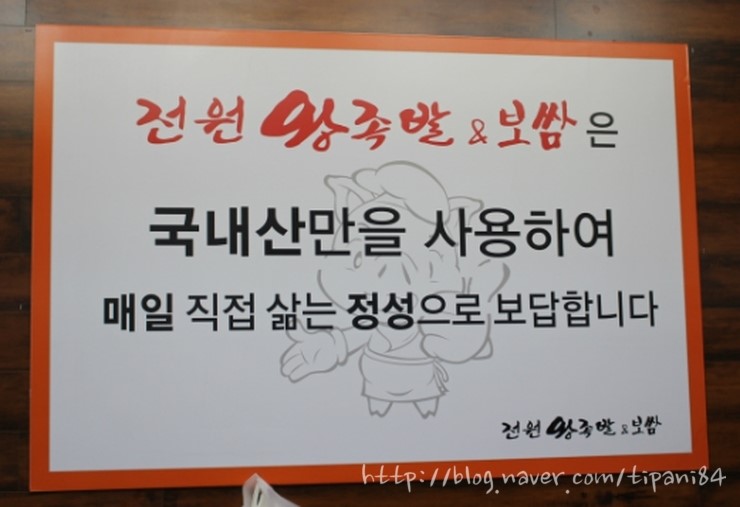 전원 왕족발 & 보쌈 은
국내산만을 사용하여
매일 직접 삶는 정성으로 보답합니다
전원 왕족발 & 보쌈
http://blog.naver.com/tipani84